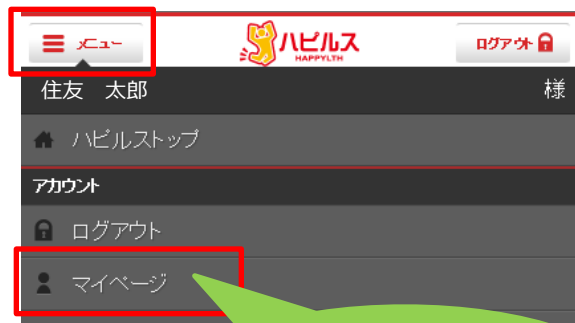 メニュー ハピルス ログアウト
HAPPYLTH
住友 太郎 様
ハピルストップ
アカウント
ログアウト
マイページ